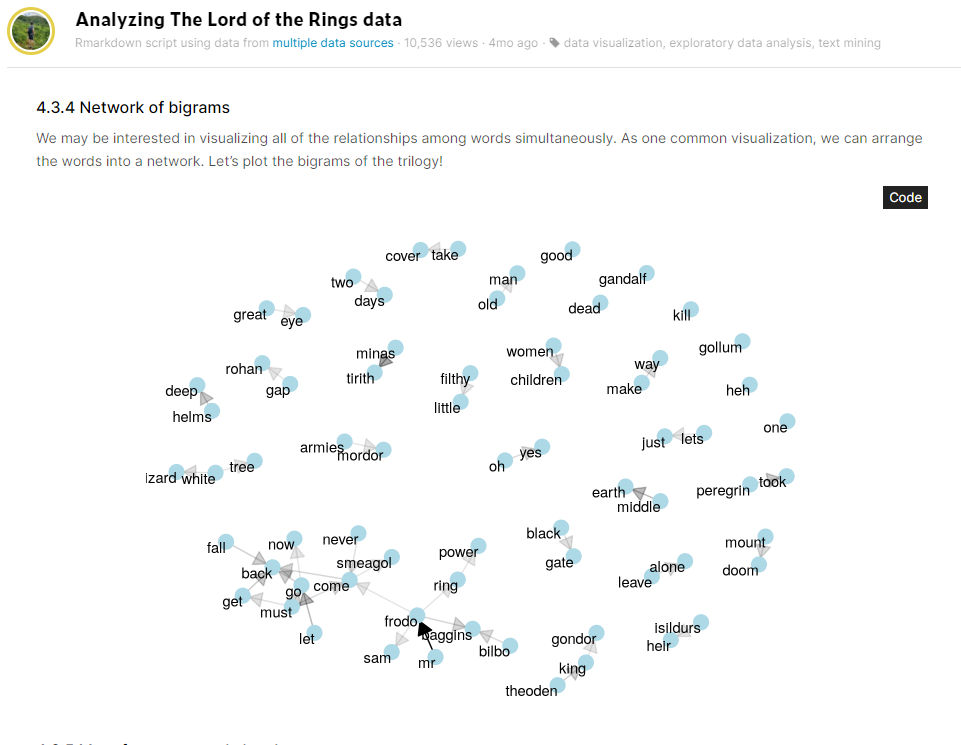 Analyzing The Lord of the Rings data
Rmarkdown script using data from multiple data sources · 10,536 views · 4mo ago · data visualization, exploratory data analysis, text mining
4.3.4 Network of bigrams
We may be interested in visualizing all of the relationships among words simultaneously. As one common visualization, we can arrange
the words into a network. Let's plot the bigrams of the trilogy!
Code
cover take
good
two
man
gandalf
days
old
dead
great
eye
kill
minas
women
gollum
rohan
way
tirith
filthy
children
deep
gap
make
heh
little
helms
one
armies
mordor
just lets
oh yes
white tree
peregrin took
earth
middle
black
fall
now
never
mount
power
smeagol
gate
back
alone
doom
come
ring
leave
go
get
must
frodo
isildurs
let
baggins
gondor
heir
bilbo
sam
mr
king
theoden